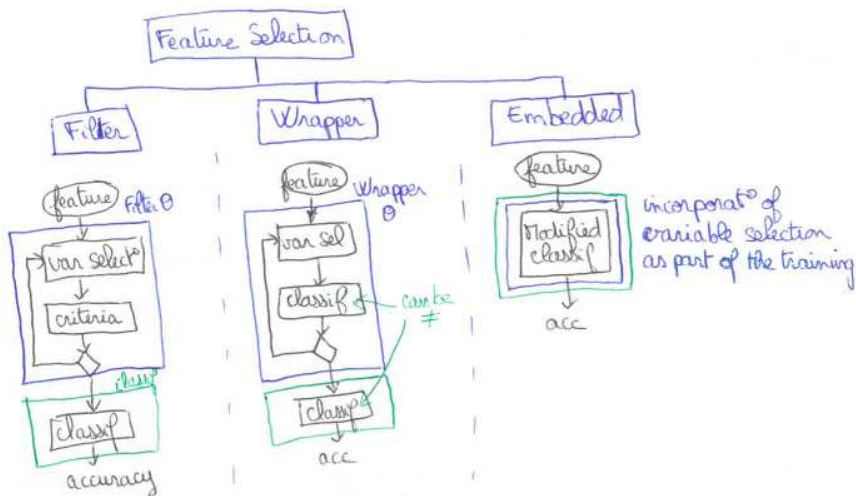 Feature Selection
Filter
Wrapper
Embedded
feature
Filter θ
var select°
criteria
classif
classif
accuracy
feature
Wrapper
θ
var sel
classif
can be
≠
classif
acc
feature
Modified
classif
acc
incorporat° of
variable selection
as part of the training